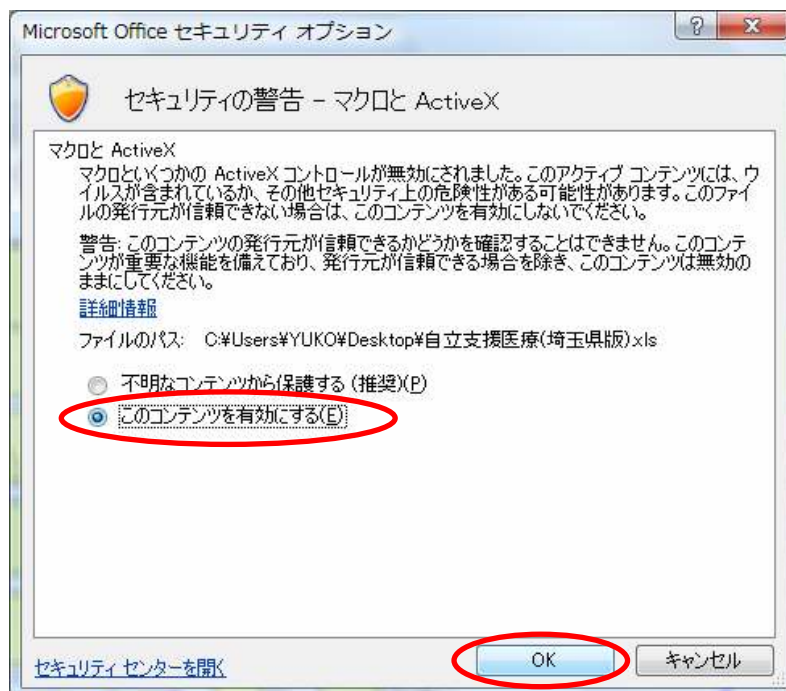 Microsoft Office セキュリティ オプション
セキュリティの警告 - マクロと ActiveX
マクロと ActiveX
マクロといくつかの ActiveX コントロールが無効にされました。このアクティブ コンテンツには、ウ
イルスが含まれているか、その他セキュリティ上の危険性がある可能性があります。このファイ
ルの発行元が信頼できない場合は、このコンテンツを有効にしないでください。
警告: このコンテンツの発行元が信頼できるかどうかを確認することはできません。このコンテ
ンツが重要な機能を備えており、発行元が信頼できる場合を除き、このコンテンツは無効の
ままにしてください。
詳細情報
ファイルのパス: C:¥Users¥YUKO¥Desktop¥自立支援医療(埼玉県版).xls
不明なコンテンツから保護する (推奨)(P)
このコンテンツを有効にする(E)
セキュリティ センターを開く
OK
キャンセル